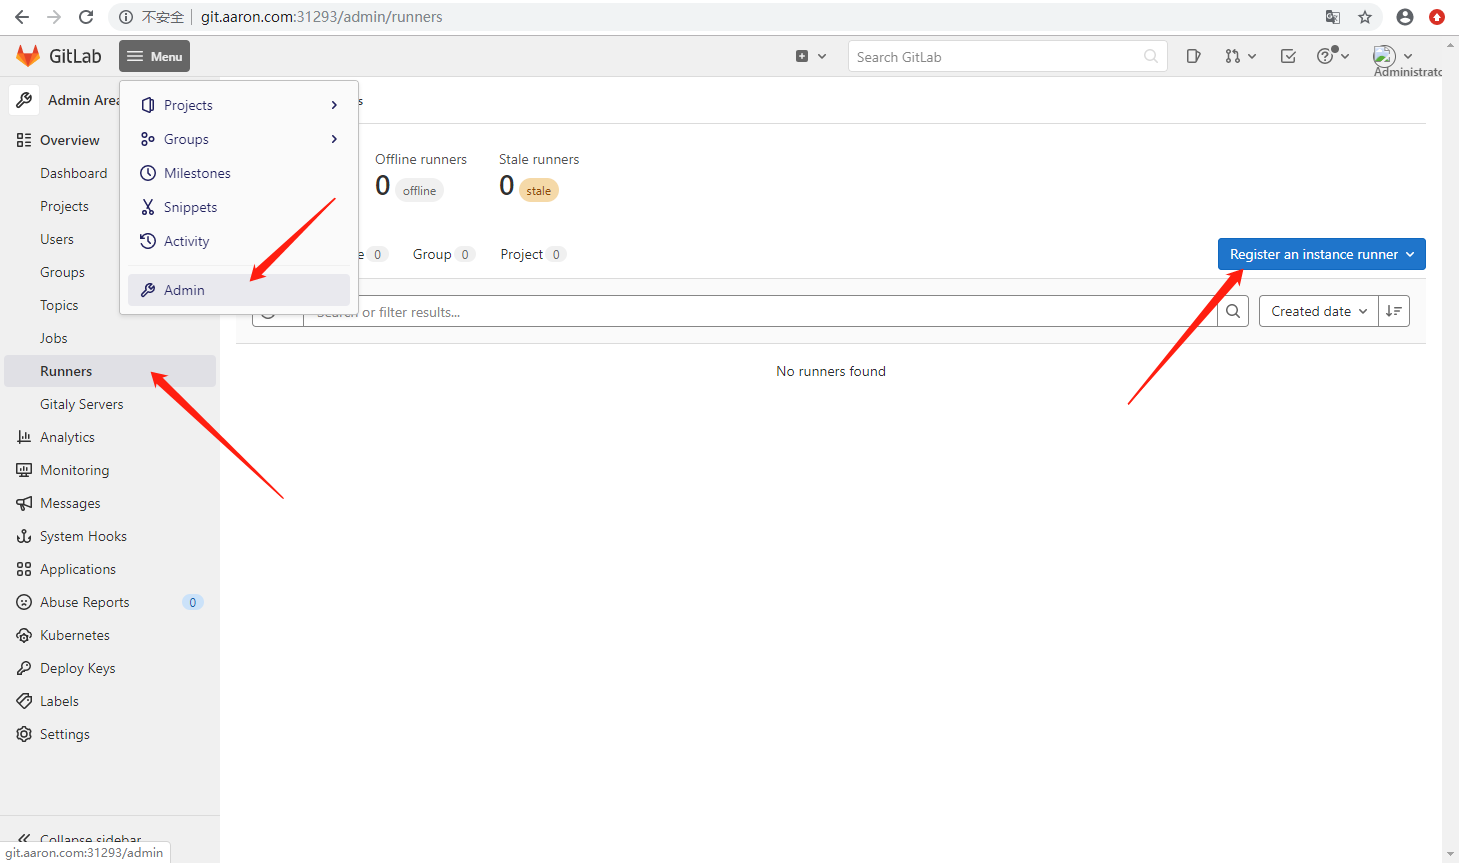 不安全 git.aaron.com:31293/admin/runners
GitLab
Menu
Search GitLab
Administrato
Admin Area
Projects
Groups
Milestones
Snippets
Activity
Admin
Overview
Dashboard
Projects
Users
Groups
Topics
Jobs
Runners
Gitaly Servers
Analytics
Monitoring
Messages
System Hooks
Applications
Abuse Reports 0
Kubernetes
Deploy Keys
Labels
Settings
Collapse sidebar
git.aaron.com:31293/admin
s
Offline runners
0 offline
Stale runners
0 stale
e 0 Group 0 Project 0
Register an instance runner
Search or filter results...
Created date
No runners found